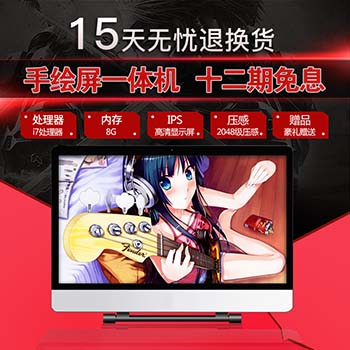 15天无忧退换货
手绘屏一体机 十二期免息
处理器 内存 IPS 压感 赠品
i7处理器 8G 高清显示屏 2048级压感 豪礼赠送
Fender